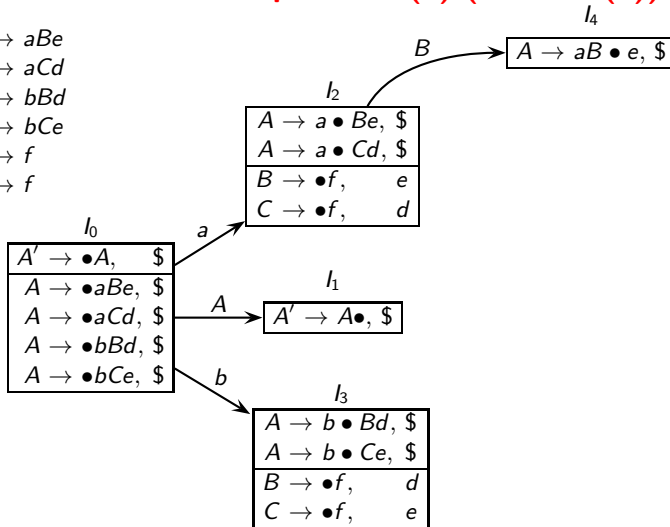 I₄
A → aB • e, $
B
→ aBe
→ aCd
→ bBd
→ bCe
→ f
→ f
I₂
A → a • Be, $
A → a • Cd, $
B → •f, e
C → •f, d
a
I₀
A′ → •A, $
A → •aBe, $
A → •aCd, $
A → •bBd, $
A → •bCe, $
A
I₁
A′ → A•, $
b
I₃
A → b • Bd, $
A → b • Ce, $
B → •f, d
C → •f, e